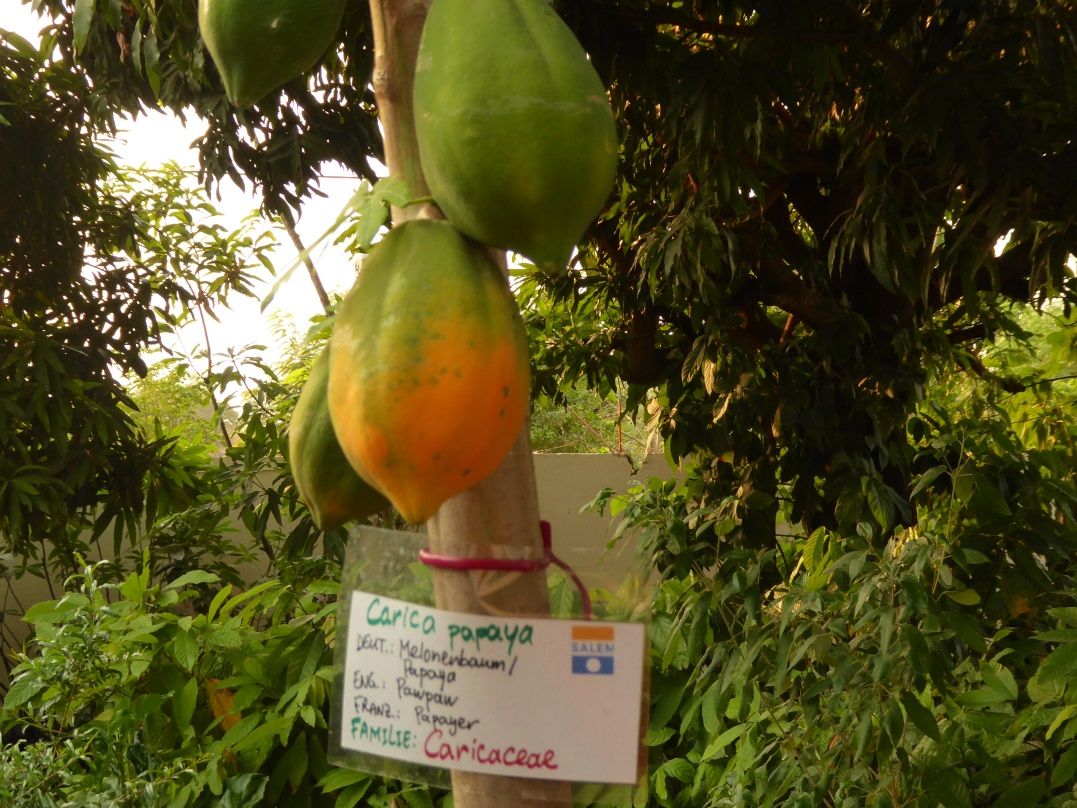 Carica papaya
SALEM
DEUT.: Melonenbaum/
Papaya
ENG.: Pawpaw
FRANZ.: Papayer
FAMILIE: Caricaceae